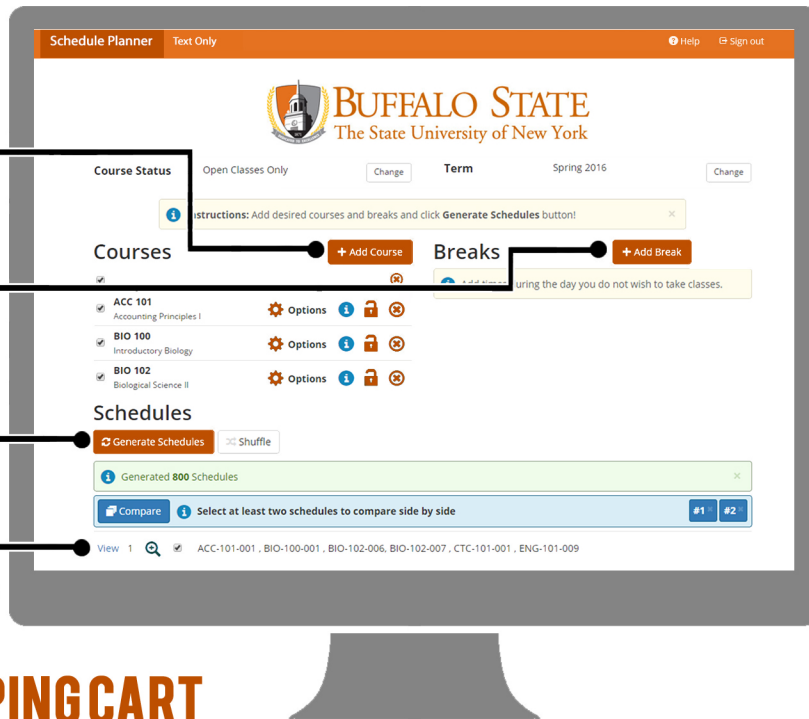 Schedule Planner Text Only Help Sign out
BUFFALO STATE
The State University of New York
Course Status Open Classes Only Change Term Spring 2016 Change
structions: Add desired courses and breaks and click Generate Schedules button!
Courses + Add Course Breaks + Add Break
uring the day you do not wish to take classes.
ACC 101
Accounting Principles I Options
BIO 100
Introductory Biology Options
BIO 102
Biological Science II Options
Schedules
Generate Schedules Shuffle
Generated 800 Schedules
Compare Select at least two schedules to compare side by side #1 #2
View 1 ACC-101-001 , BIO-100-001 , BIO-102-006, BIO-102-007 , CTC-101-001 , ENG-101-009
PING CART